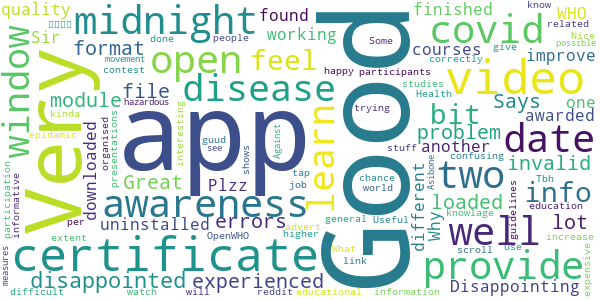 quality
Sir
midnight
found
working
finished
WHO
covid
courses
know
related
Nice
possible
format
done
people
movement
contest
happy
participants
Some
give
correctly
improve
window
open
feel
file
hazardous
disease
studies
Health
video
Says
awarded
one
module
epidamic
kinda
downloaded
organised
presentations
interesting
guud
see
shows
Against
trying
bit
problem
another
stuff
confusing
date
Very
app
Good
learn
participation
informative
Great
Plzz
tap
job
chance
world
different
Why
Asibome
loaded
knowlage
Tbh
invalid
guidelines
education
two
info
awareness
uninstalled
errors
OpenWHO
higher
advert
What
link
general
Useful
well
scroll
use
lot
increase
expensive
certificate
per
extent
measures
disappointed
experienced
difficult
watch
will
reddit
educational
information
provide
Disappointing